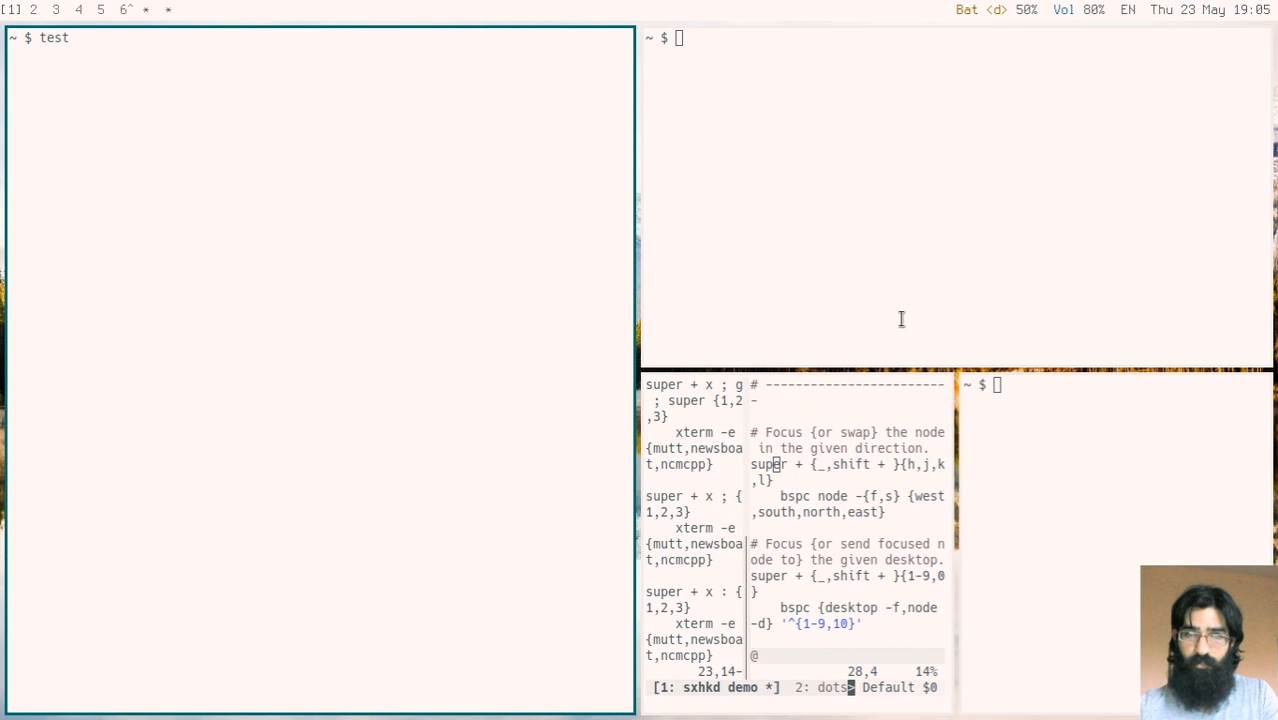 [1] 2 3 4 5 6^ * *
Bat <d> 50% Vol 80% EN Thu 23 May 19:05
~ $ test
~ $
super + x ; g
; super {1,2
,3}
xterm -e
{mutt,newsboa
t,ncmcpp}
super + x ; {
1,2,3}
xterm -e
{mutt,newsboa
t,ncmcpp}
super + x : {
1,2,3}
xterm -e
{mutt,newsboa
t,ncmcpp}
23,14-
# ------------------------
-
# Focus {or swap} the node
in the given direction.
super + {_,shift + }{h,j,k
,l}
bspc node -{f,s} {west
,south,north,east}
# Focus {or send focused n
ode to} the given desktop.
super + {_,shift + }{1-9,0
}
bspc {desktop -f,node
-d} '^{1-9,10}'
@
28,4 14%
[1: sxhkd demo *] 2: dots> Default $0
~ $